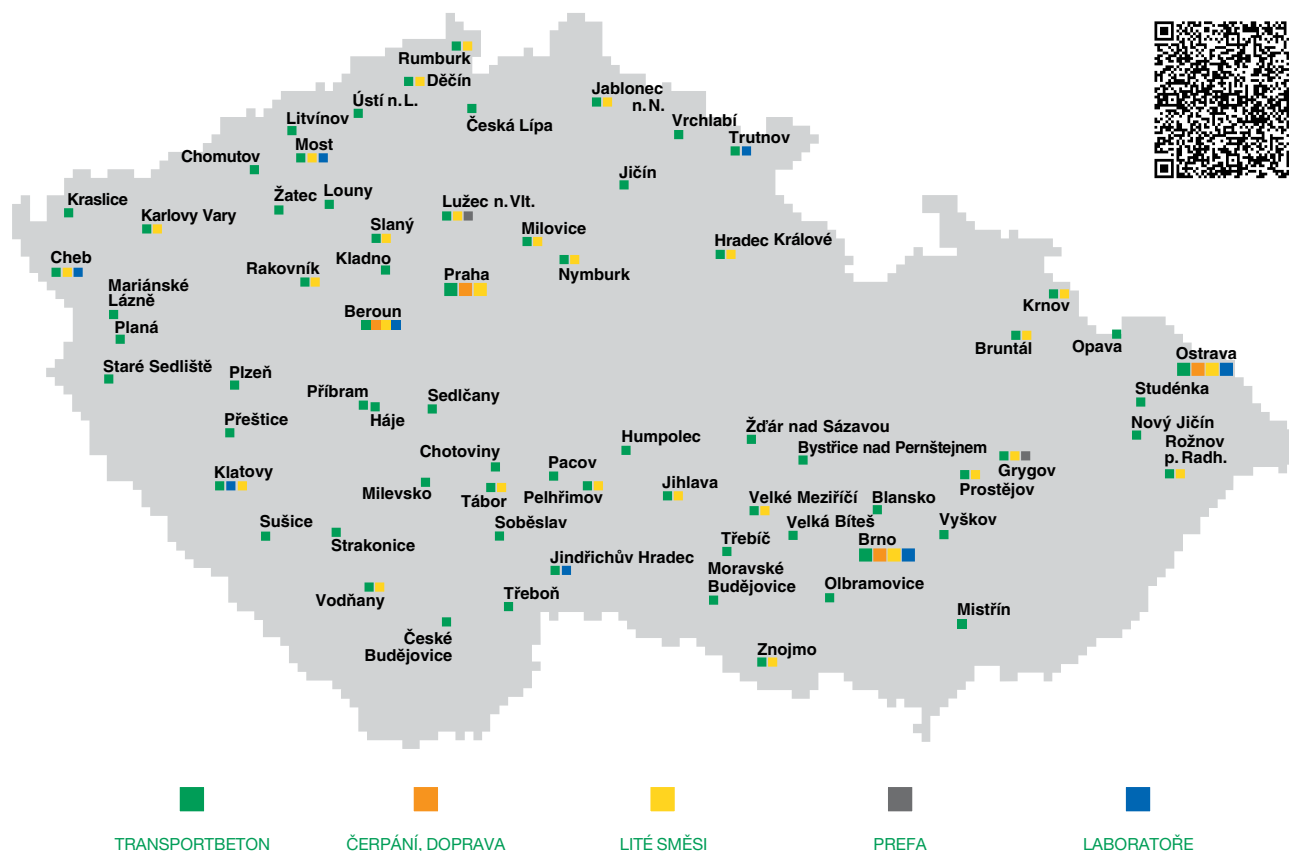 Rumburk
Děčín
Ústí n. L.
Česká Lípa
Jablonec
n. N.
Litvínov
Vrchlabí
Most
Trutnov
Chomutov
Jičín
Žatec
Louny
Kraslice
Karlovy Vary
Lužec n. Vlt.
Slaný
Milovice
Hradec Králové
Cheb
Rakovník
Kladno
Praha
Nymburk
Mariánské
Lázně
Beroun
Krnov
Planá
Bruntál
Opava
Ostrava
Staré Sedliště
Plzeň
Příbram
Háje
Sedlčany
Studénka
Přeštice
Nový Jičín
Humpolec
Žďár nad Sázavou
Bystřice nad Pernštejnem
Rožnov
p. Radh.
Grygov
Chotoviny
Klatovy
Pacov
Milevsko
Tábor
Pelhřimov
Jihlava
Prostějov
Velké Meziříčí
Blansko
Sušice
Strakonice
Soběslav
Velká Bíteš
Vyškov
Třebíč
Brno
Jindřichův Hradec
Moravské
Budějovice
Olbramovice
Vodňany
Třeboň
Mistřín
České
Budějovice
Znojmo
TRANSPORTBETON
ČERPÁNÍ, DOPRAVA
LITÉ SMĚSI
PREFA
LABORATOŘE